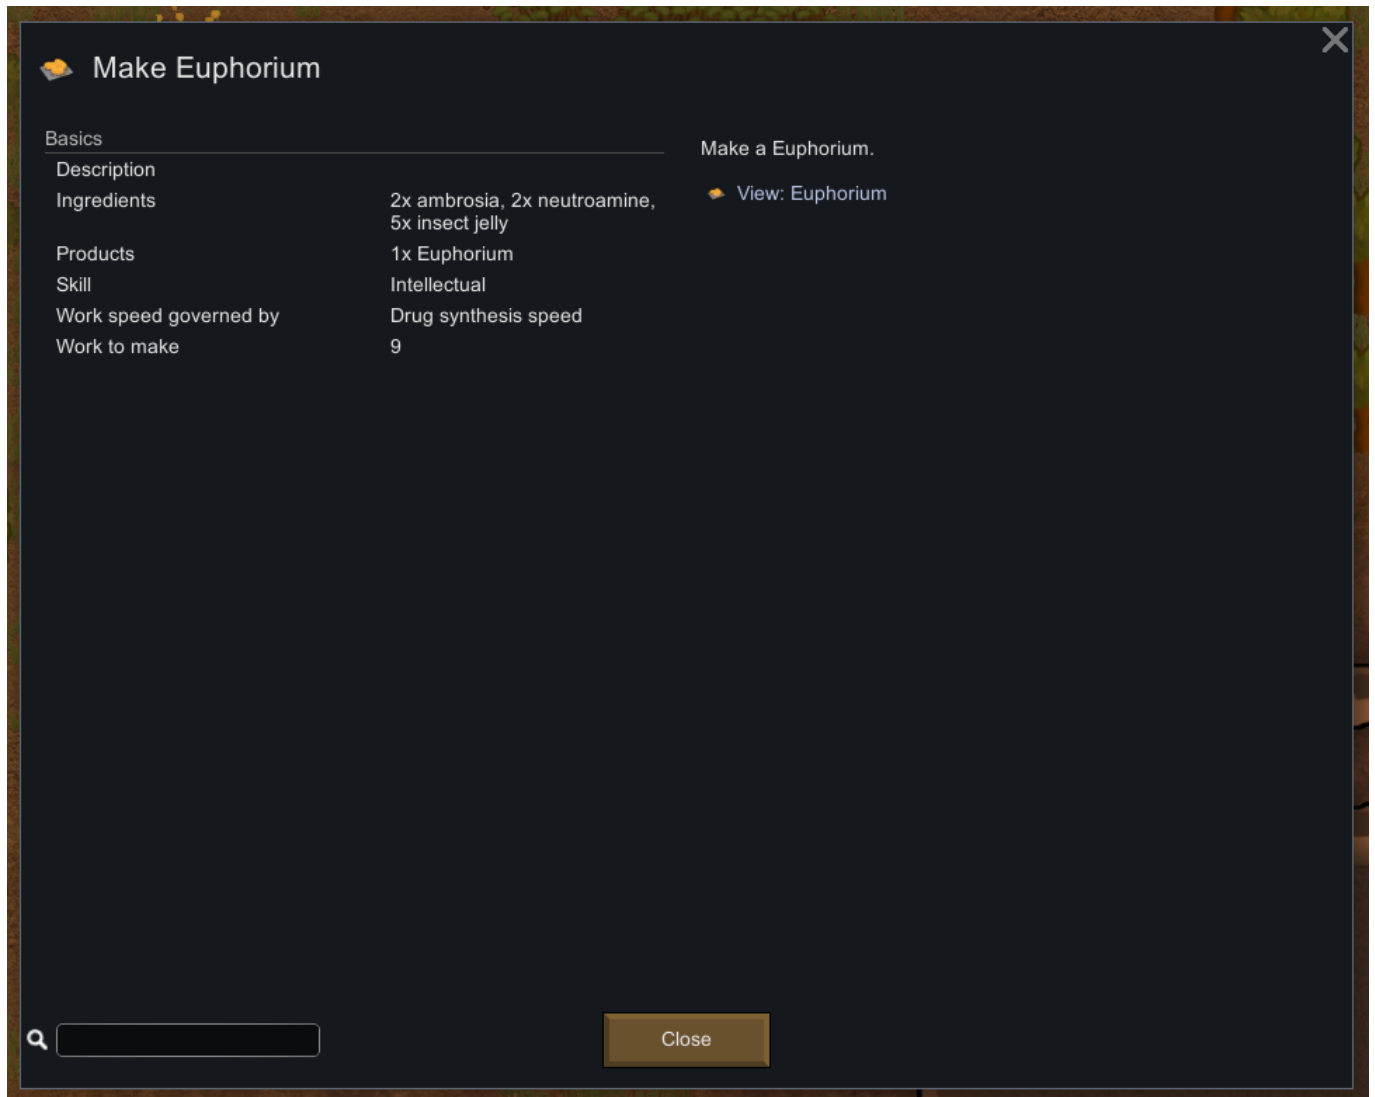 Make Euphorium
Basics
Description
Ingredients 2x ambrosia, 2x neutroamine,
5x insect jelly
Products 1x Euphorium
Skill Intellectual
Work speed governed by Drug synthesis speed
Work to make 9
Make a Euphorium.
View: Euphorium
Close